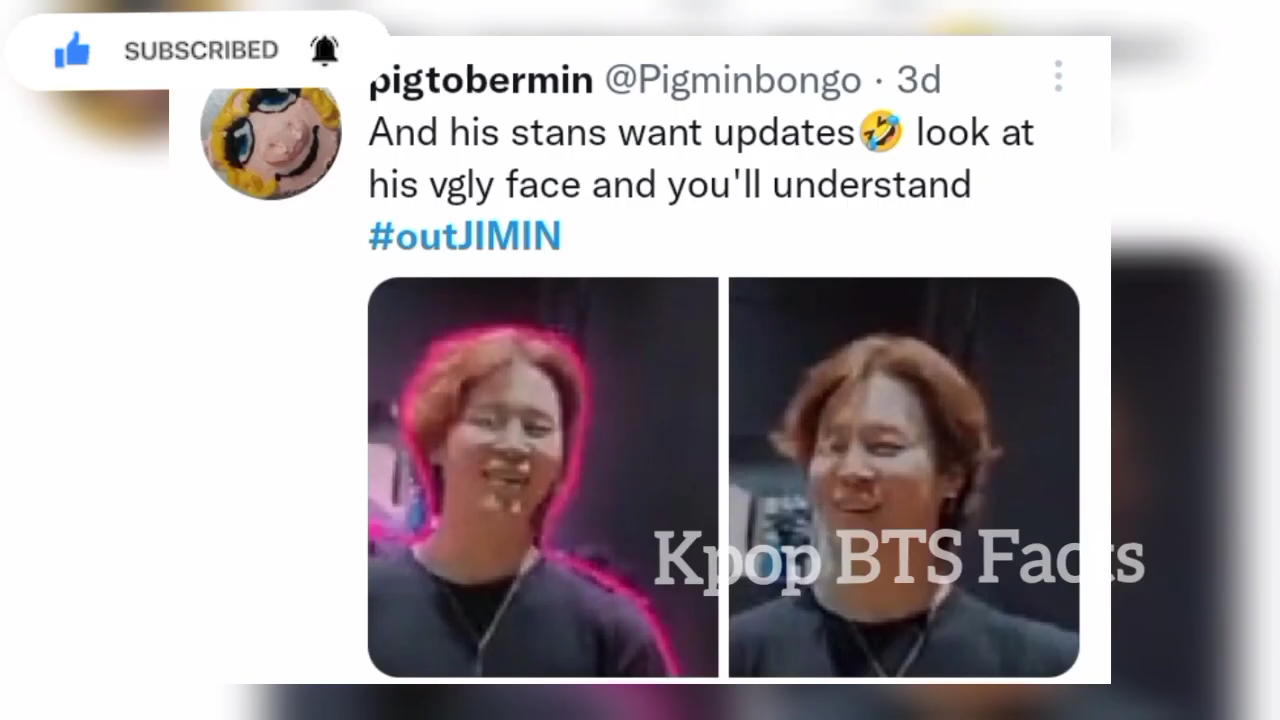 SUBSCRIBED
pigtobermin @Pigminbongo · 3d
And his stans want updates🤣 look at
his vgly face and you'll understand
#outJIMIN
Kpop BTS Facts